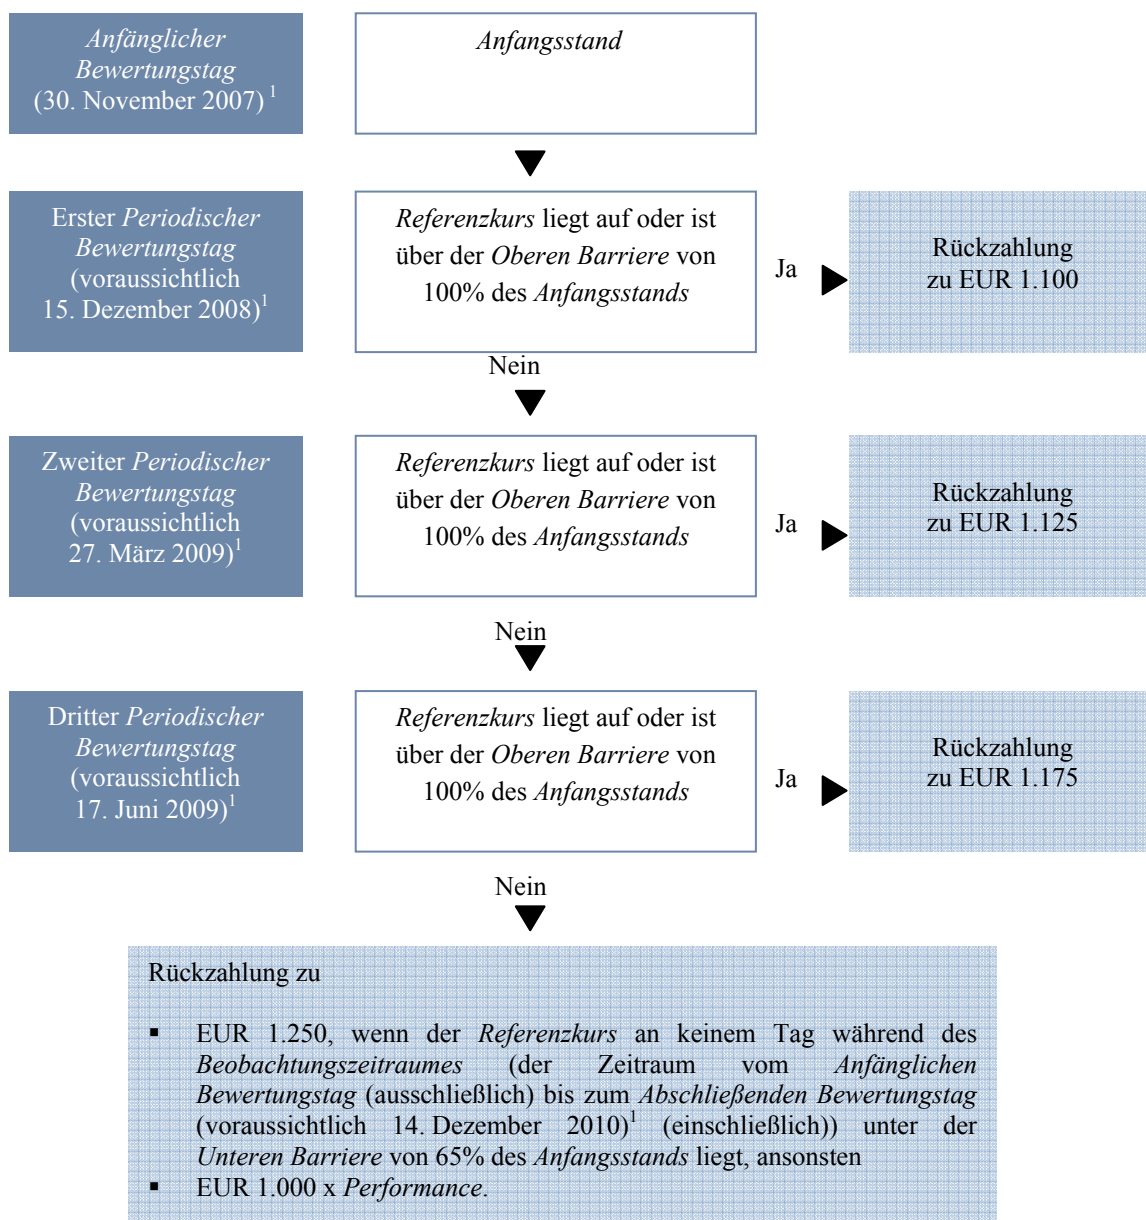 Anfänglicher
Bewertungstag
(30. November 2007) 1
Anfangsstand
Erster Periodischer
Bewertungstag
(voraussichtlich
15. Dezember 2008)1
Referenzkurs liegt auf oder ist
über der Oberen Barriere von
100% des Anfangsstands
Ja
Rückzahlung
zu EUR 1.100
Nein
Zweiter Periodischer
Bewertungstag
(voraussichtlich
27. März 2009)1
Referenzkurs liegt auf oder ist
über der Oberen Barriere von
100% des Anfangsstands
Ja
Rückzahlung
zu EUR 1.125
Nein
Dritter Periodischer
Bewertungstag
(voraussichtlich
17. Juni 2009)1
Referenzkurs liegt auf oder ist
über der Oberen Barriere von
100% des Anfangsstands
Ja
Rückzahlung
zu EUR 1.175
Nein
Rückzahlung zu
▪ EUR 1.250, wenn der Referenzkurs an keinem Tag während des
Beobachtungszeitraumes (der Zeitraum vom Anfänglichen
Bewertungstag (ausschließlich) bis zum Abschließenden Bewertungstag
(voraussichtlich 14. Dezember 2010)1 (einschließlich)) unter der
Unteren Barriere von 65% des Anfangsstands liegt, ansonsten
▪ EUR 1.000 x Performance.